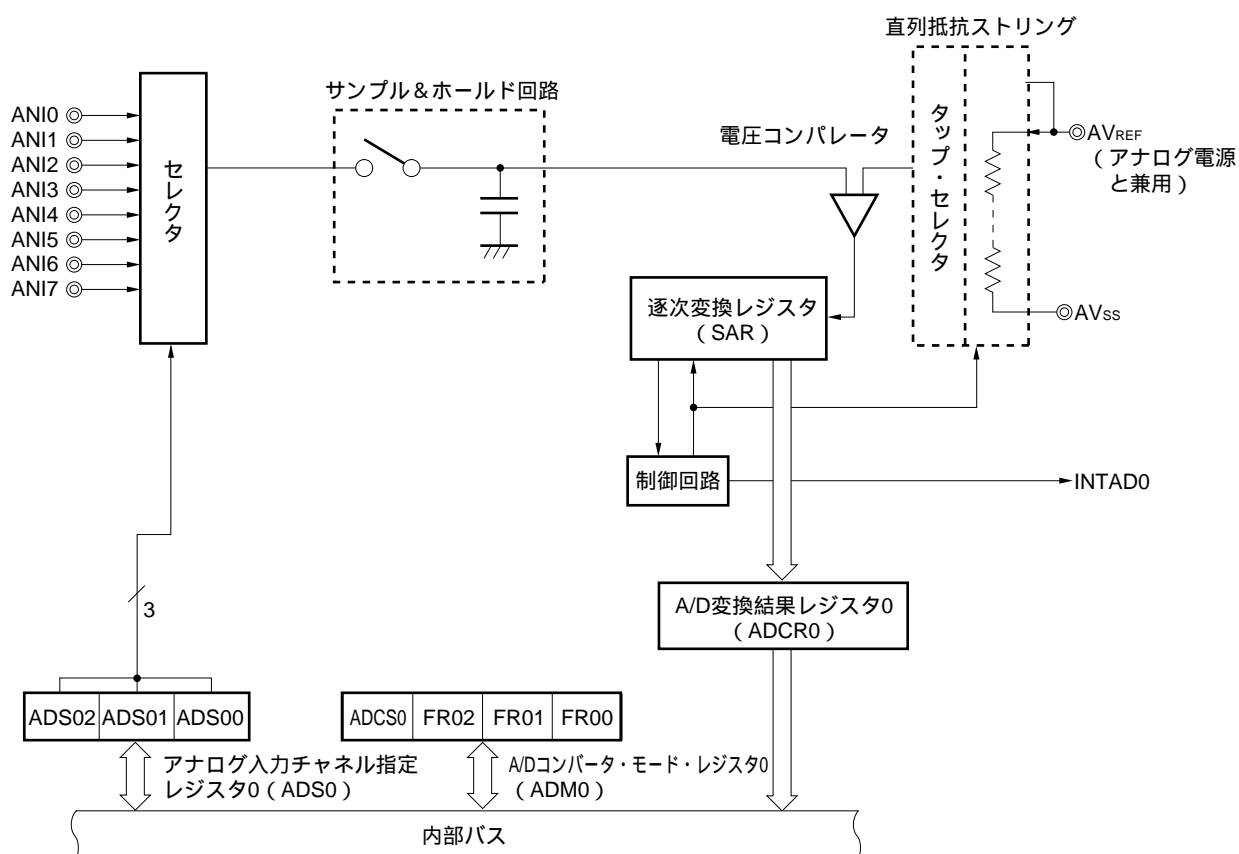 直列抵抗ストリング
サンプル＆ホールド回路
ANI0
ANI1
ANI2
ANI3
ANI4
ANI5
ANI6
ANI7
セレクタ
電圧コンパレータ
タップ・セレクタ
AVREF
（アナログ電源
と兼用）
AVSS
逐次変換レジスタ
（SAR）
制御回路
INTAD0
3
A/D変換結果レジスタ0
（ADCR0）
ADS02
ADS01
ADS00
ADCS0
FR02
FR01
FR00
アナログ入力チャネル指定
レジスタ0（ADS0）
A/Dコンバータ・モード・レジスタ0
（ADM0）
内部バス